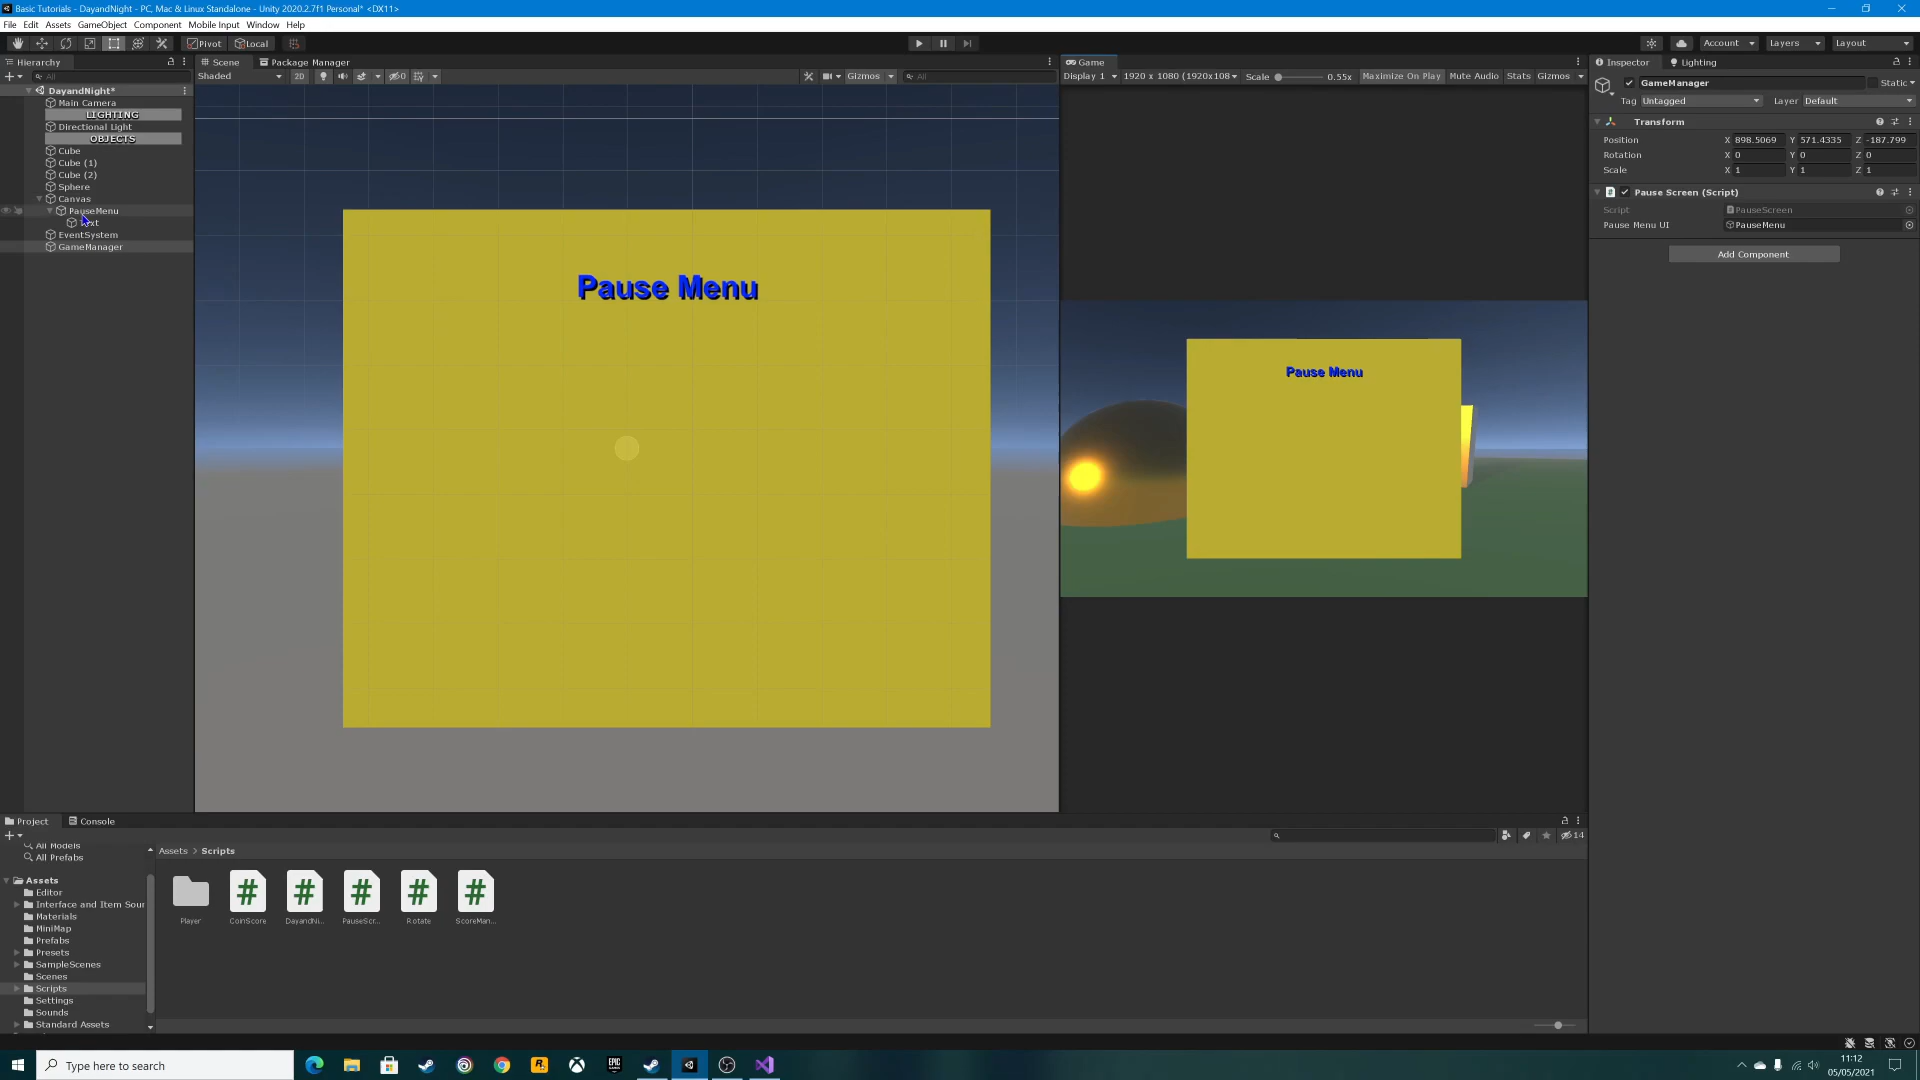 Basic Tutorials - DayandNight - PC, Mac & Linux Standalone - Unity 2020.2.7f1 Personal* <DX11>
File Edit Assets GameObject Component Mobile Input Window Help
Pivot Local Account Layers Layout
Hierarchy
All
DayandNight*
Main Camera
LIGHTING
Directional Light
OBJECTS
Cube
Cube (1)
Cube (2)
Sphere
Canvas
PauseMenu
EventSystem
GameManager
Scene Package Manager
Shaded 2D 0 Gizmos All
Pause Menu
Game
Display 1 1920 x 1080 (1920x108 Scale 0.55x Maximize On Play Mute Audio Stats Gizmos
Pause Menu
Inspector Lighting
GameManager Static
Tag Untagged Layer Default
Transform
Position X 898.5069 Y 571.4335 Z -187.799
Rotation X 0 Y 0 Z 0
Scale X 1 Y 1 Z 1
Pause Screen (Script)
Script PauseScreen
Pause Menu UI PauseMenu
Add Component
Project Console
14
All Models
All Prefabs
Assets
Editor
Interface and Item Sour
Materials
MiniMap
Prefabs
Presets
SampleScenes
Scenes
Scripts
Settings
Sounds
Standard Assets
Assets > Scripts
Player CoinScore DayandNi... PauseScr... Rotate ScoreMan...
Type here to search
11:12
05/05/2021